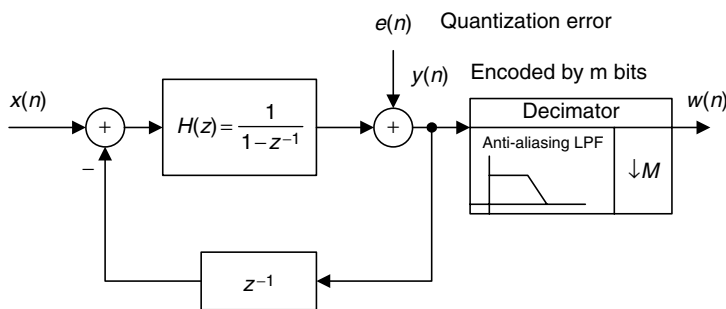 e(n) Quantization error
y(n) Encoded by m bits
x(n) w(n)
Decimator
+ H(z) = 1/(1−z⁻¹) +
Anti-aliasing LPF
↓M
−
z⁻¹